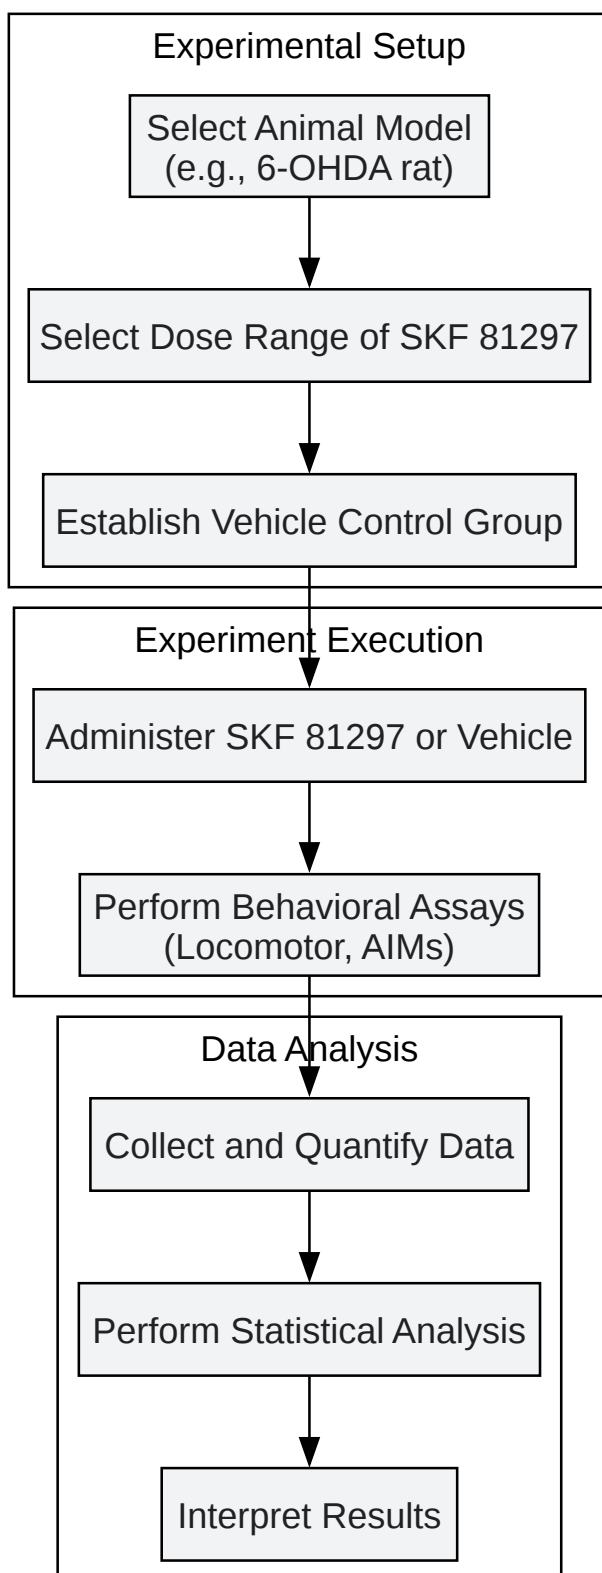 Experimental Setup
Select Animal Model
(e.g., 6-OHDA rat)
Select Dose Range of SKF 81297
Establish Vehicle Control Group
Experiment Execution
Administer SKF 81297 or Vehicle
Perform Behavioral Assays
(Locomotor, AIMs)
Data Analysis
Collect and Quantify Data
Perform Statistical Analysis
Interpret Results